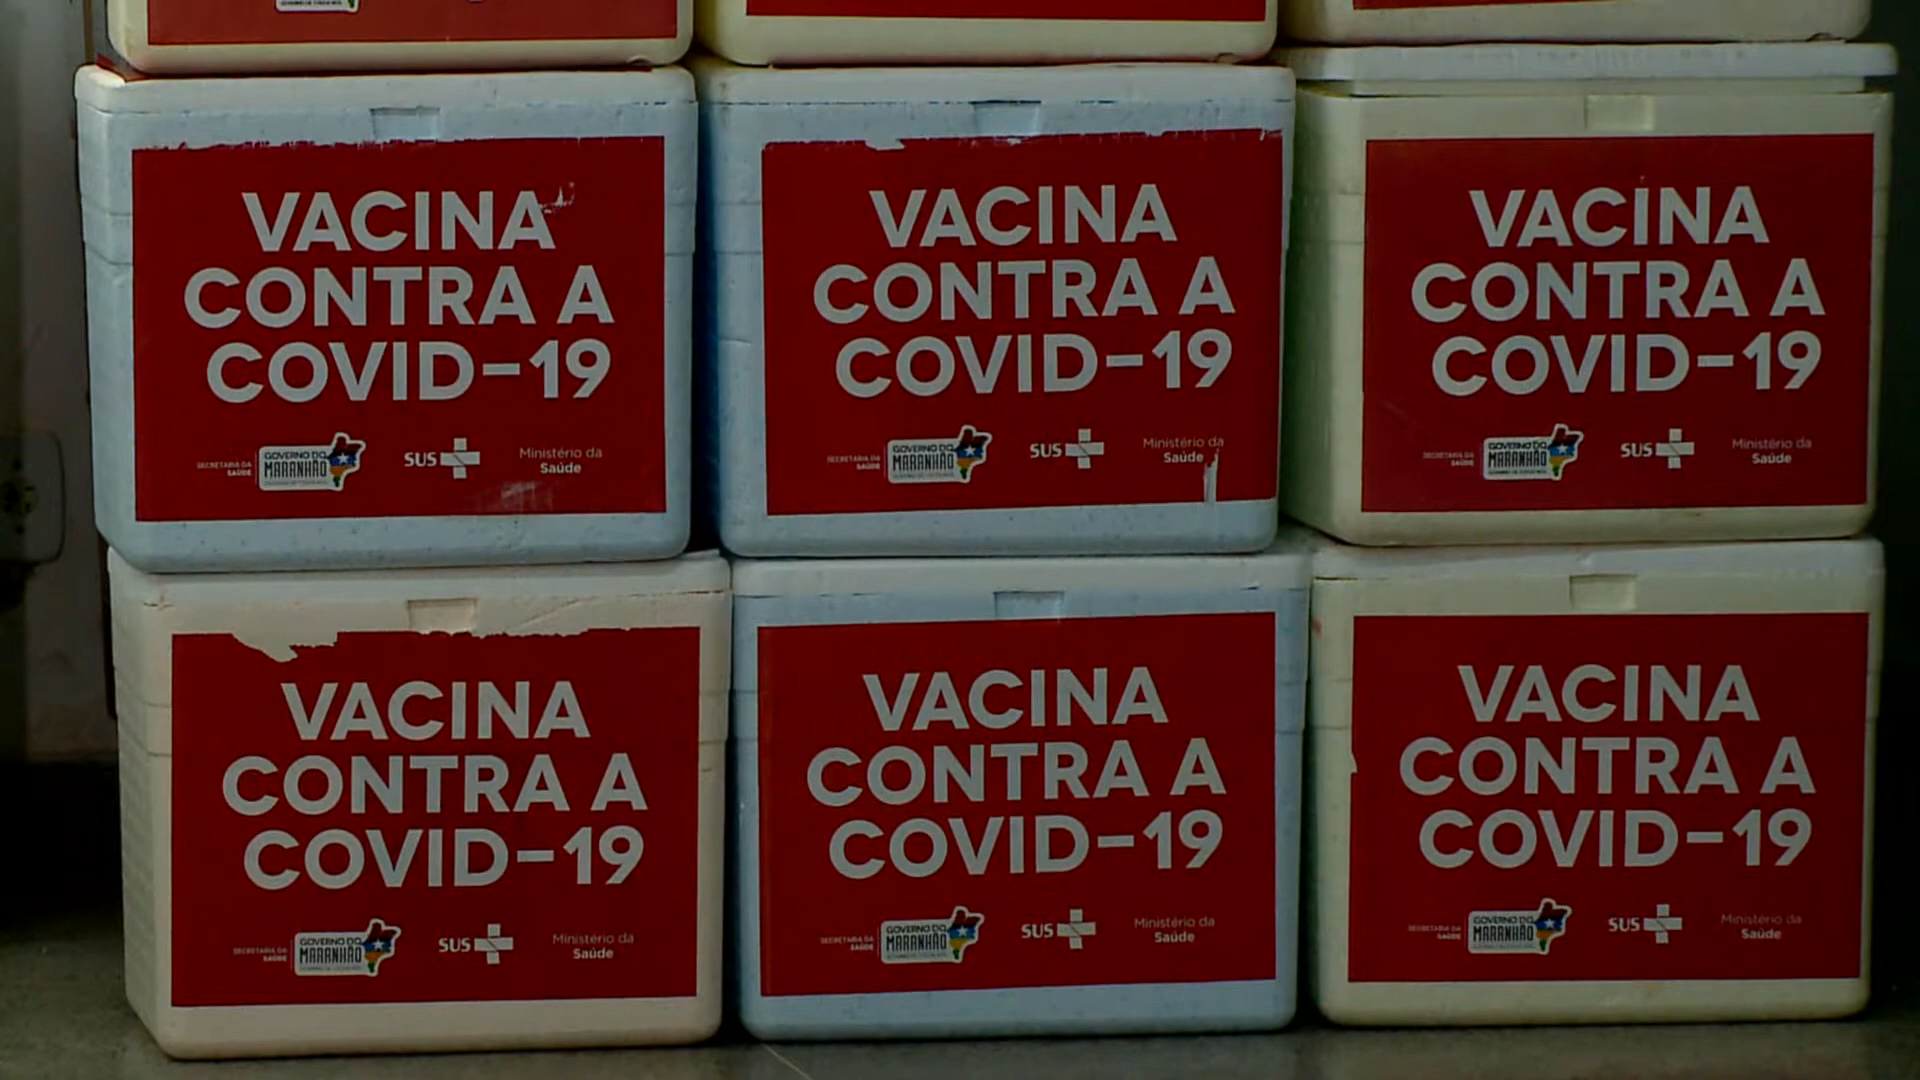 VACINA
CONTRA A
COVID-19
SECRETARIA DA
SAÚDE
GOVERNO DO
MARANHÃO
SUS
Ministério da
Saúde
VACINA
CONTRA A
COVID-19
SECRETARIA DA
SAÚDE
GOVERNO DO
MARANHÃO
SUS
Ministério da
Saúde
VACINA
CONTRA A
COVID-19
SECRETARIA DA
SAÚDE
GOVERNO DO
MARANHÃO
SUS
Ministério da
Saúde
VACINA
CONTRA A
COVID-19
SECRETARIA DA
SAÚDE
GOVERNO DO
MARANHÃO
SUS
Ministério da
Saúde
VACINA
CONTRA A
COVID-19
SECRETARIA DA
SAÚDE
GOVERNO DO
MARANHÃO
SUS
Ministério da
Saúde
VACINA
CONTRA A
COVID-19
SECRETARIA DA
SAÚDE
GOVERNO DO
MARANHÃO
SUS
Ministério da
Saúde